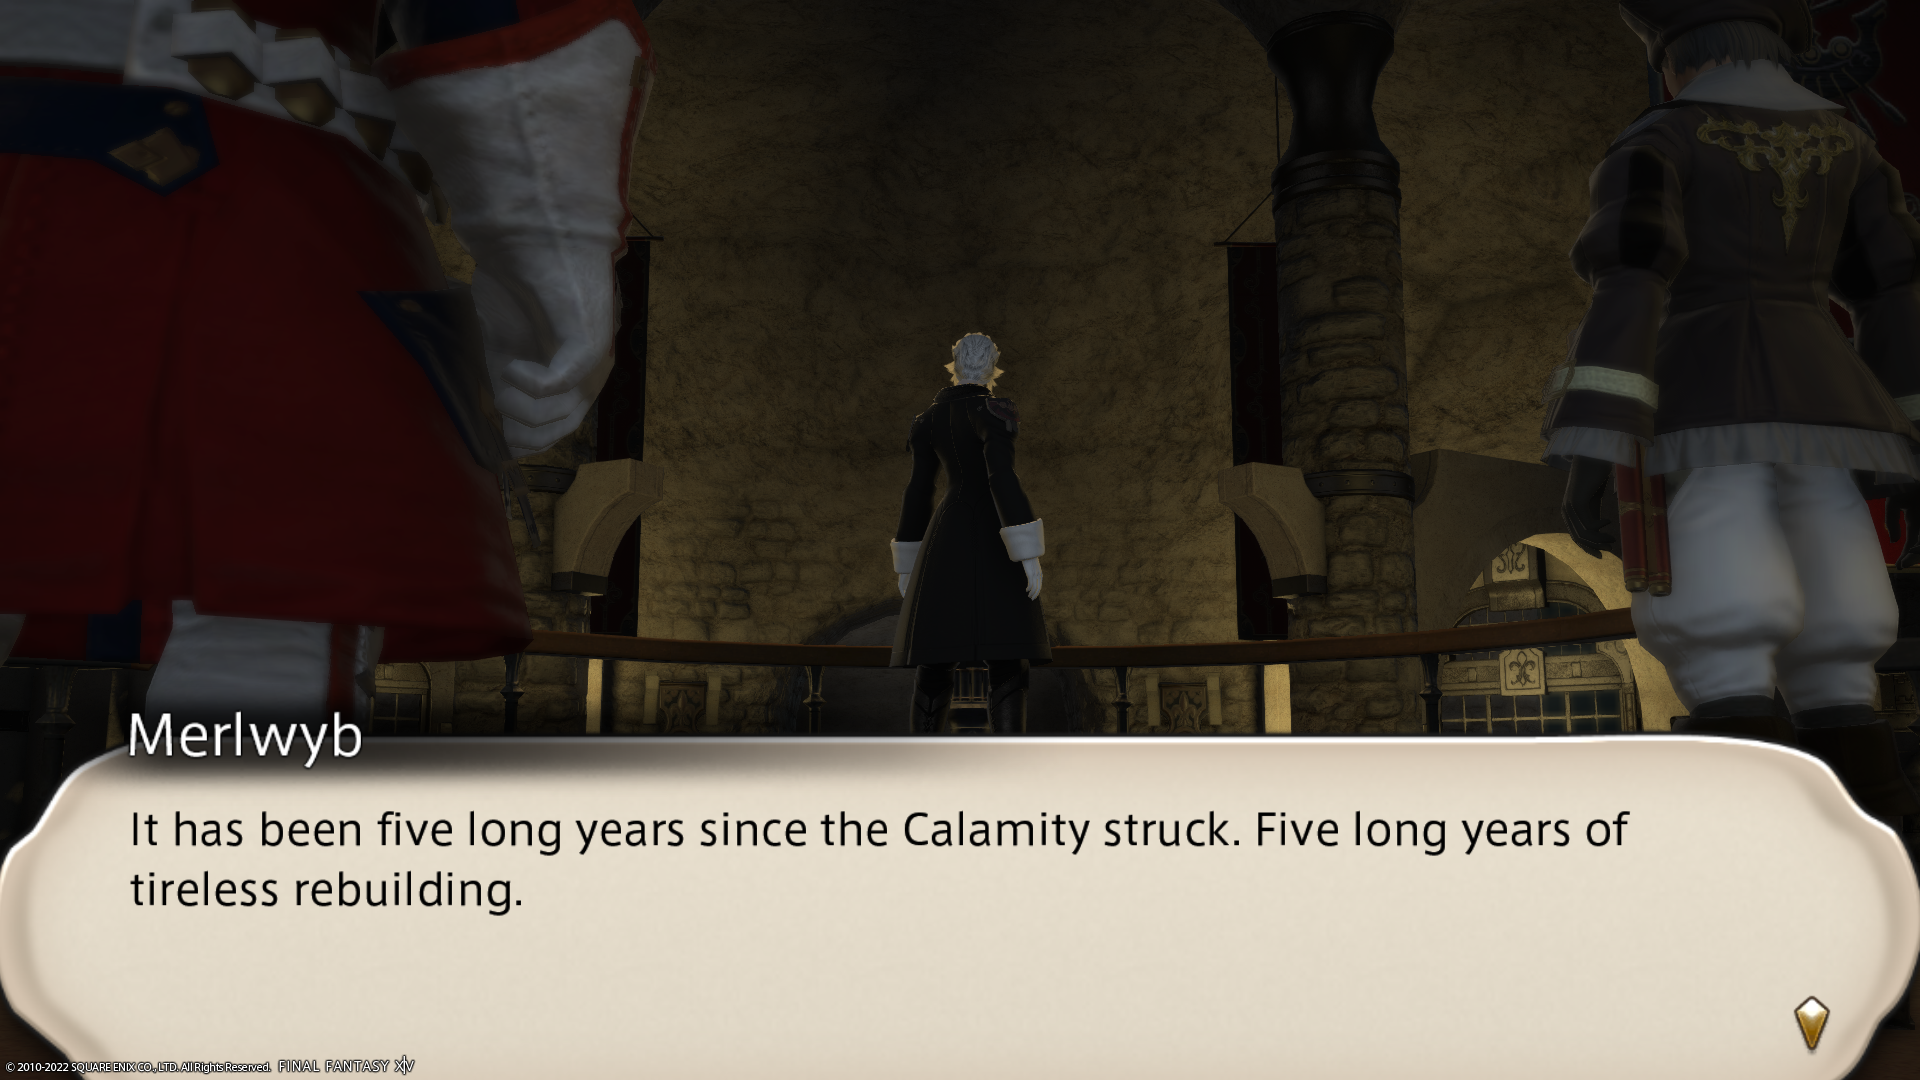 Merlwyb
It has been five long years since the Calamity struck. Five long years of
tireless rebuilding.
© 2010-2022 SQUARE ENIX CO., LTD. All Rights Reserved. FINAL FANTASY XIV